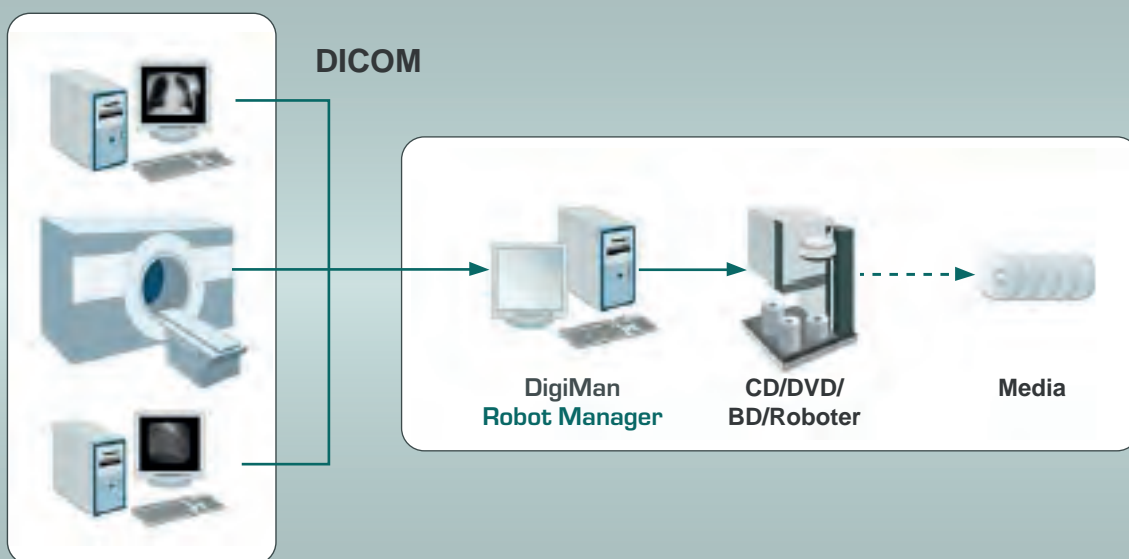 DICOM
DigiMan
Robot Manager
CD/DVD/
BD/Roboter
Media